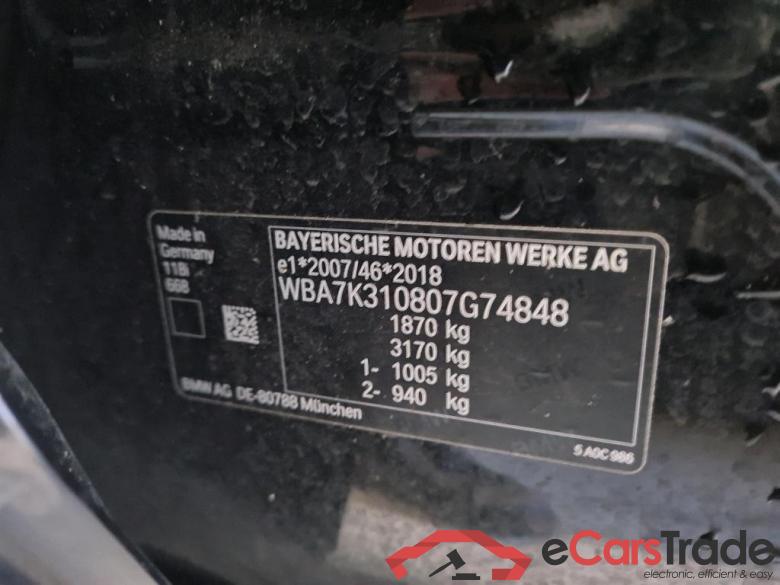 Made in
Germany
11Bi
668
BAYERISCHE MOTOREN WERKE AG
e1*2007/46*2018
WBA7K310807G74848
1870 kg
3170 kg
1- 1005 kg
2- 940 kg
BMW AG DE-80788 München
5 A0C 986
eCarsTrade
electronic, efficient & easy